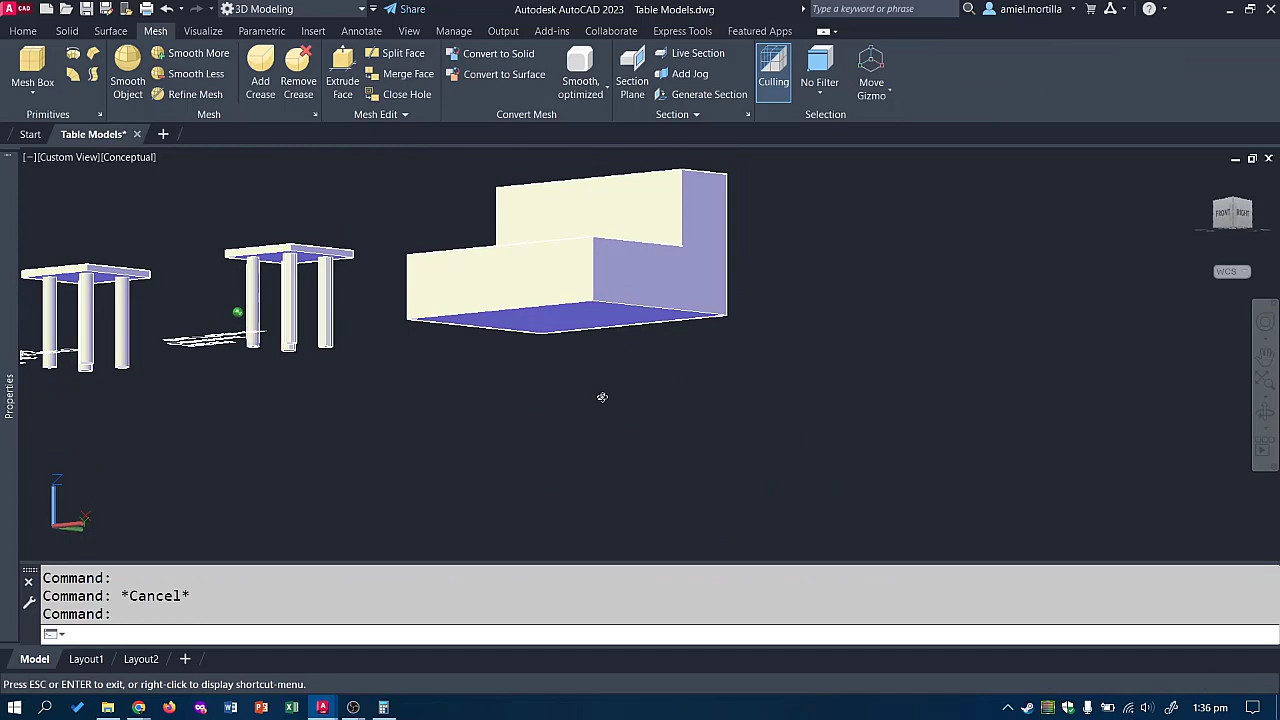 CAD
3D Modeling
Share
Autodesk AutoCAD 2023 Table Models.dwg
Type a keyword or phrase
amiel.mortilla
Home Solid Surface Mesh Visualize Parametric Insert Annotate View Manage Output Add-ins Collaborate Express Tools Featured Apps
Mesh Box
Smooth Object
Smooth More
Smooth Less
Refine Mesh
Add Crease
Remove Crease
Extrude Face
Split Face
Merge Face
Close Hole
Convert to Solid
Convert to Surface
Smooth, optimized
Section Plane
Live Section
Add Jog
Generate Section
Culling
No Filter
Move Gizmo
Primitives
Mesh
Mesh Edit
Convert Mesh
Section
Selection
Start
Table Models*
[−][Custom View][Conceptual]
FRONT RIGHT
WCS
Properties
Z
X
Command:
Command: *Cancel*
Command:
Model Layout1 Layout2
Press ESC or ENTER to exit, or right-click to display shortcut-menu.
1:36 pm